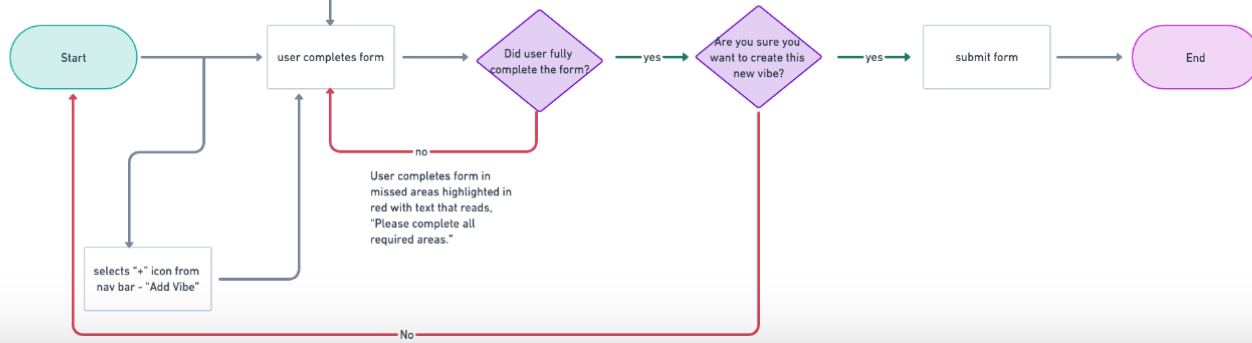 Start
user completes form
Did user fully
complete the form?
yes
Are you sure you
want to create this
new vibe?
yes
submit form
End
no
User completes form in
missed areas highlighted in
red with text that reads,
"Please complete all
required areas."
selects "+" icon from
nav bar - "Add Vibe"
No